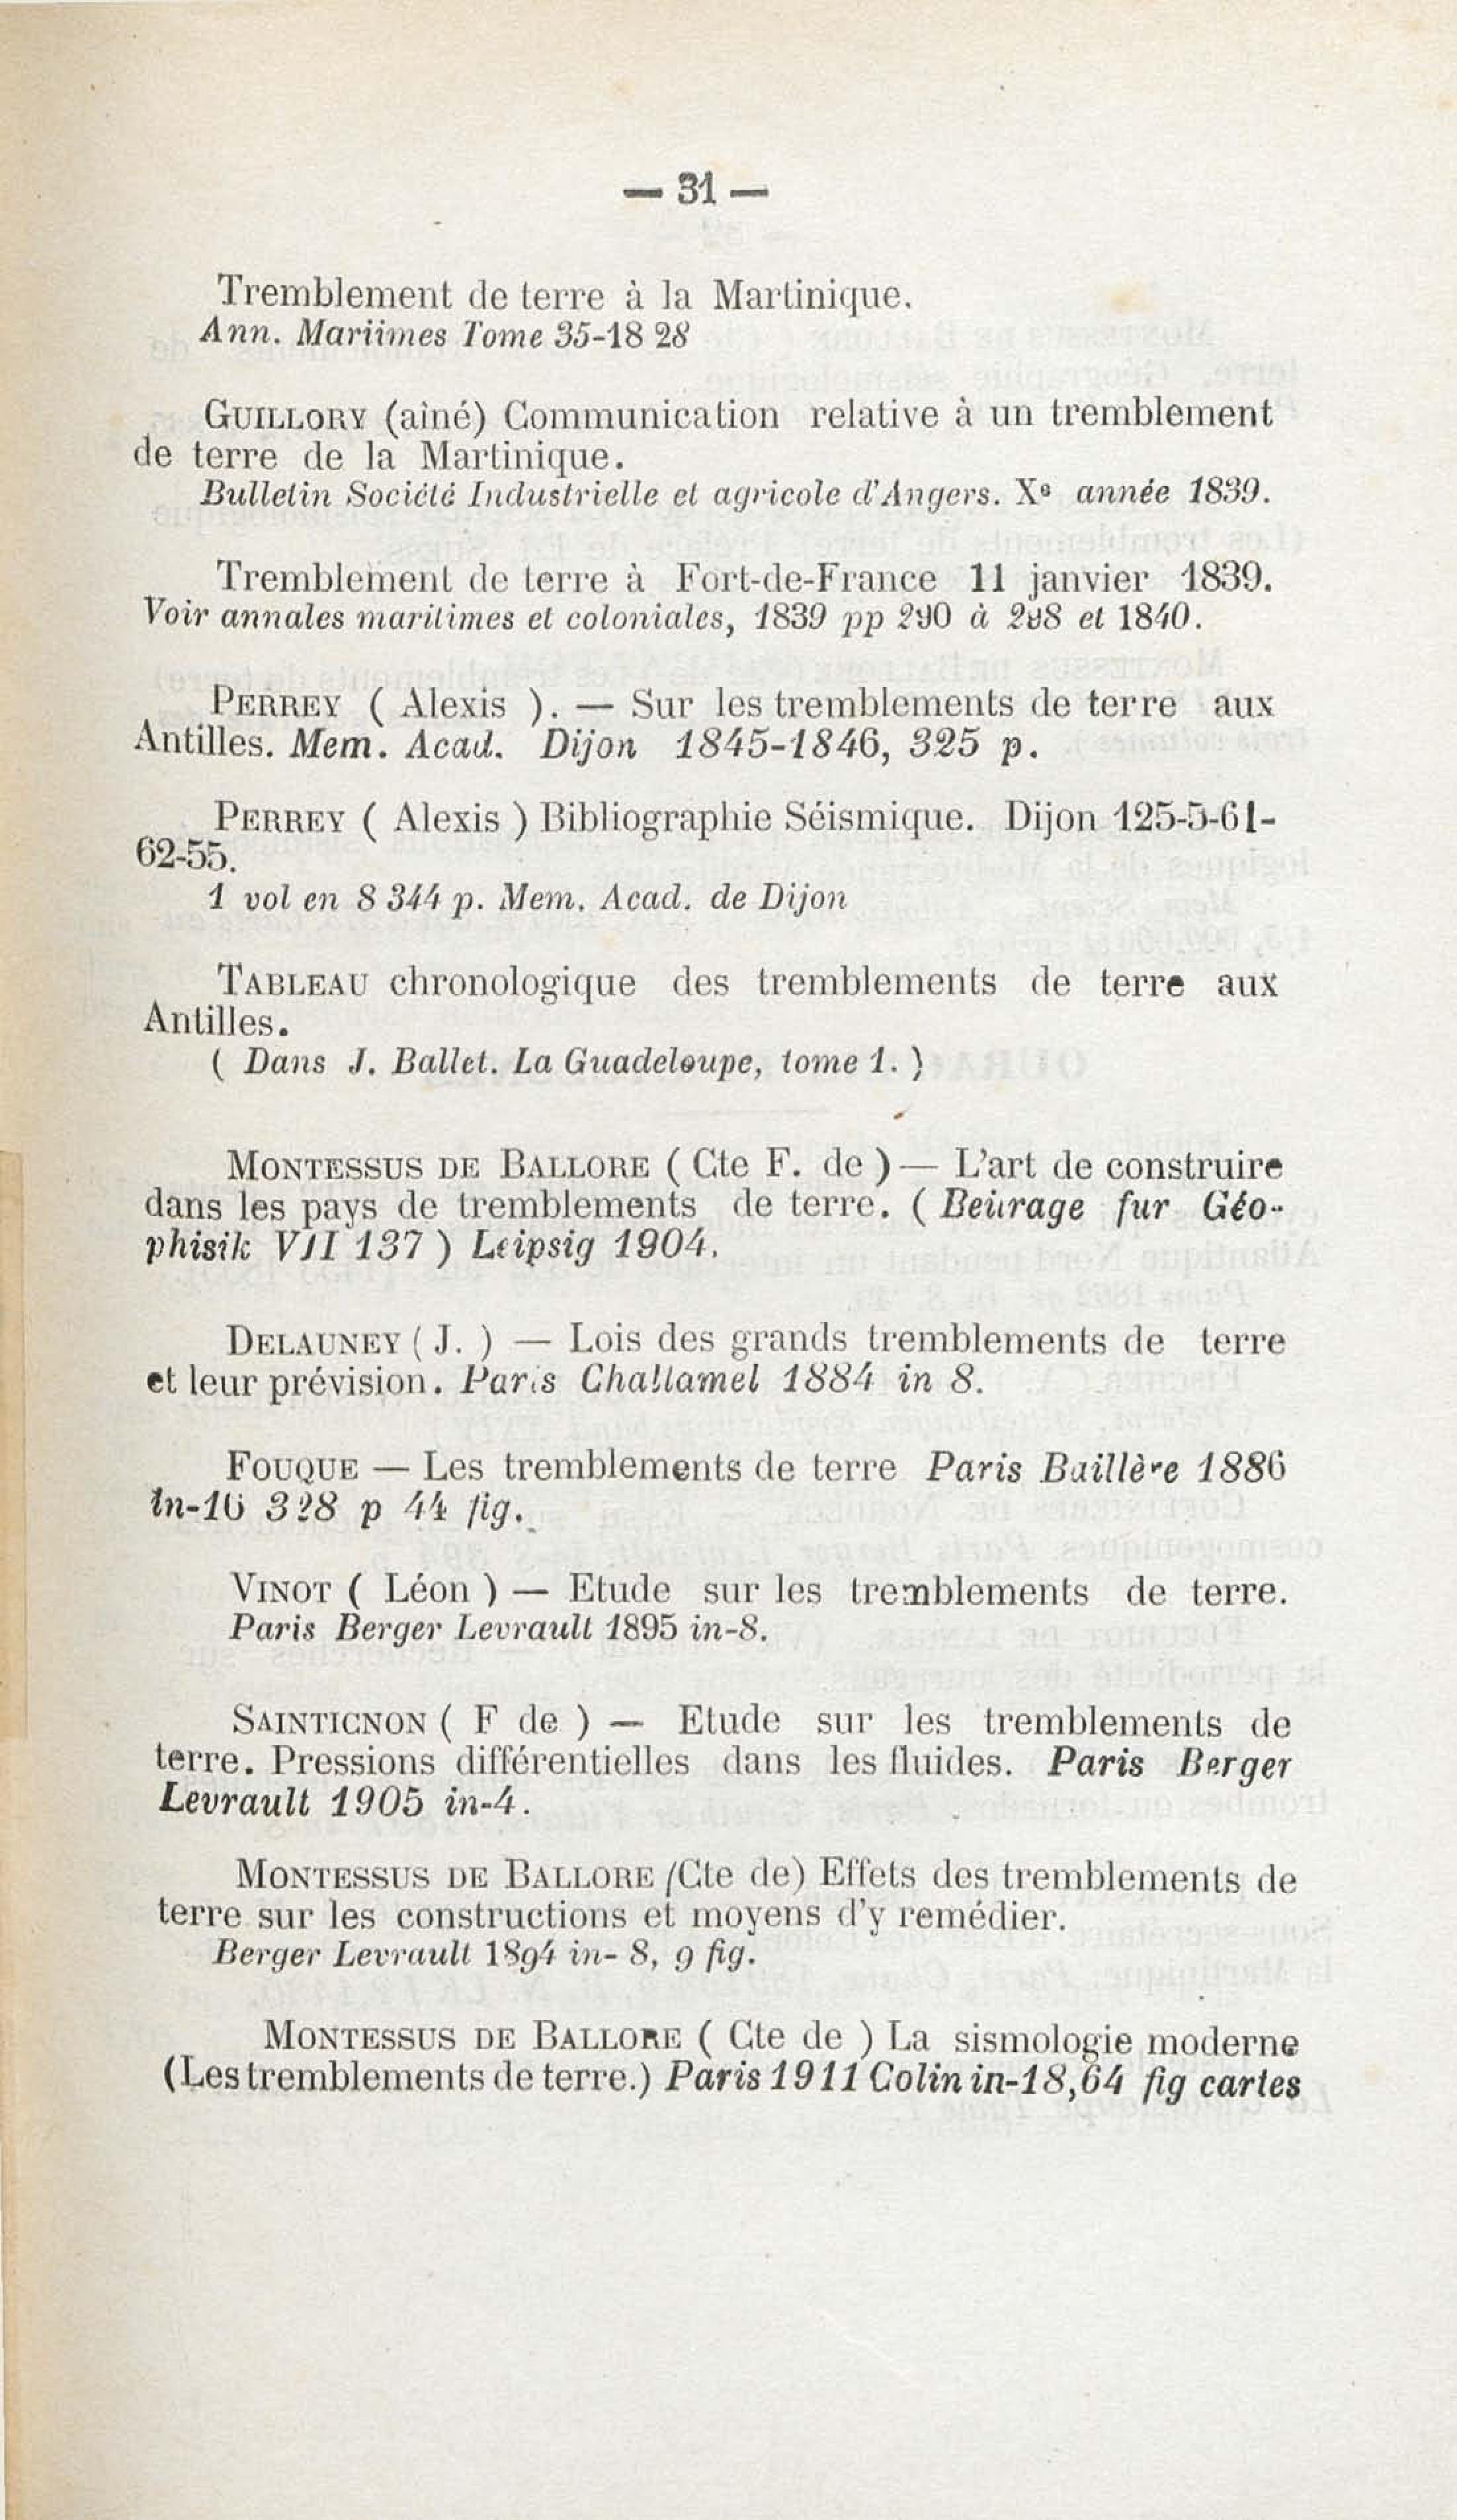 — 31 —
Tremblement de terre à la Martinique.
Ann. Mariimes Tome 35-18 28
GUILLORY (aîné) Communication relative à un tremblement
de terre de la Martinique.
Bulletin Société Industrielle et agricole d'Angers. Xe année 1839.
Tremblement de terre à Fort-de-France 11 janvier 1839.
Voir annales maritimes et coloniales, 1839 pp 290 à 298 et 1840.
PERREY ( Alexis ). — Sur les tremblements de terre aux
Antilles. Mem. Acad. Dijon 1845-1846, 325 p.
PERREY ( Alexis ) Bibliographie Séismique. Dijon 125-5-61-
62-55.
1 vol en 8 344 p. Mem. Acad. de Dijon
TABLEAU chronologique des tremblements de terre aux
Antilles.
( Dans J. Ballet. La Guadeloupe, tome 1. )
MONTESSUS DE BALLORE ( Cte F. de ) — L'art de construire
dans les pays de tremblements de terre. ( Beiirage fur Géo-
phisik VII 137 ) Leipsig 1904.
DELAUNEY ( J. ) — Lois des grands tremblements de terre
et leur prévision. Paris Challamel 1884 in 8.
FOUQUE — Les tremblements de terre Paris Baillère 1886
in-16 328 p 44 fig.
VINOT ( Léon ) — Etude sur les tremblements de terre.
Paris Berger Levrault 1895 in-8.
SAINTIGNON ( F de ) — Etude sur les tremblements de
terre. Pressions différentielles dans les fluides. Paris Berger
Levrault 1905 in-4.
MONTESSUS DE BALLORE (Cte de) Effets des tremblements de
terre sur les constructions et moyens d'y remédier.
Berger Levrault 1894 in- 8, 9 fig.
MONTESSUS DE BALLORE ( Cte de ) La sismologie moderne
(Les tremblements de terre.) Paris 1911 Colin in-18,64 fig cartes